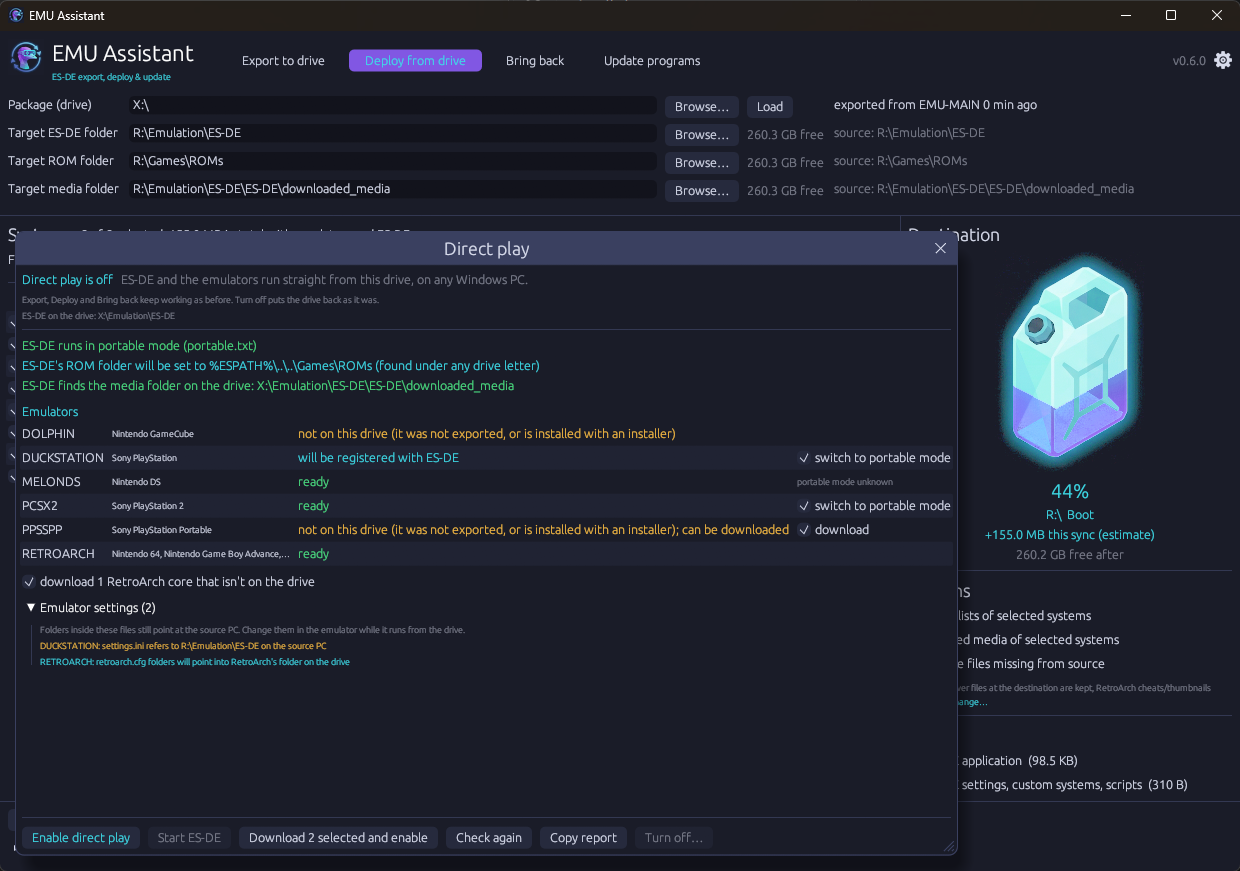 EMU Assistant
EMU Assistant
ES-DE export, deploy & update
Export to drive
Deploy from drive
Bring back
Update programs
v0.6.0
Package (drive)
X:\
Browse...
Load
exported from EMU-MAIN 0 min ago
Target ES-DE folder
R:\Emulation\ES-DE
Browse...
260.3 GB free
source: R:\Emulation\ES-DE
Target ROM folder
R:\Games\ROMs
Browse...
260.3 GB free
source: R:\Games\ROMs
Target media folder
R:\Emulation\ES-DE\ES-DE\downloaded_media
Browse...
260.3 GB free
source: R:\Emulation\ES-DE\ES-DE\downloaded_media
Direct play
Direct play is off
ES-DE and the emulators run straight from this drive, on any Windows PC.
Export, Deploy and Bring back keep working as before. Turn off puts the drive back as it was.
ES-DE on the drive: X:\Emulation\ES-DE
ES-DE runs in portable mode (portable.txt)
ES-DE's ROM folder will be set to %ESPATH%\..\..\Games\ROMs (found under any drive letter)
ES-DE finds the media folder on the drive: X:\Emulation\ES-DE\ES-DE\downloaded_media
Emulators
DOLPHIN
Nintendo GameCube
not on this drive (it was not exported, or is installed with an installer)
DUCKSTATION
Sony PlayStation
will be registered with ES-DE
switch to portable mode
MELONDS
Nintendo DS
ready
portable mode unknown
PCSX2
Sony PlayStation 2
ready
switch to portable mode
PPSSPP
Sony PlayStation Portable
not on this drive (it was not exported, or is installed with an installer); can be downloaded
download
RETROARCH
Nintendo 64, Nintendo Game Boy Advance,...
ready
download 1 RetroArch core that isn't on the drive
Emulator settings (2)
Folders inside these files still point at the source PC. Change them in the emulator while it runs from the drive.
DUCKSTATION: settings.ini refers to R:\Emulation\ES-DE on the source PC
RETROARCH: retroarch.cfg folders will point into RetroArch's folder on the drive
Enable direct play
Start ES-DE
Download 2 selected and enable
Check again
Copy report
Turn off...
44%
R:\ Boot
+155.0 MB this sync (estimate)
260.2 GB free after
lists of selected systems
media of selected systems
files missing from source
files at the destination are kept, RetroArch cheats/thumbnails
application (98.5 KB)
settings, custom systems, scripts (310 B)